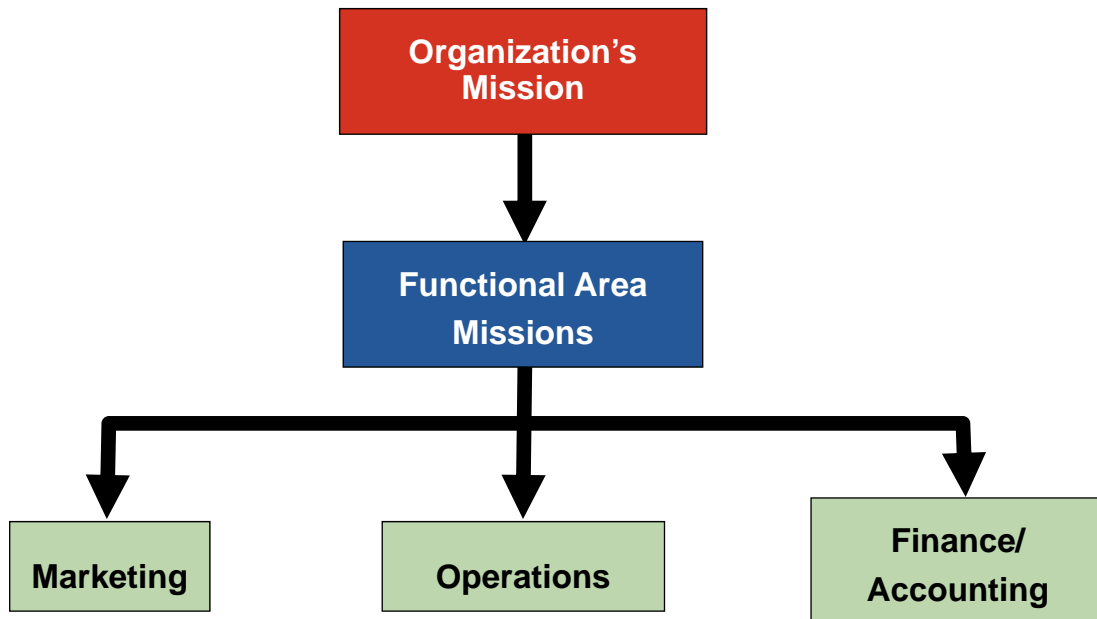 Organization’s
Mission
Functional Area
Missions
Marketing
Operations
Finance/
Accounting